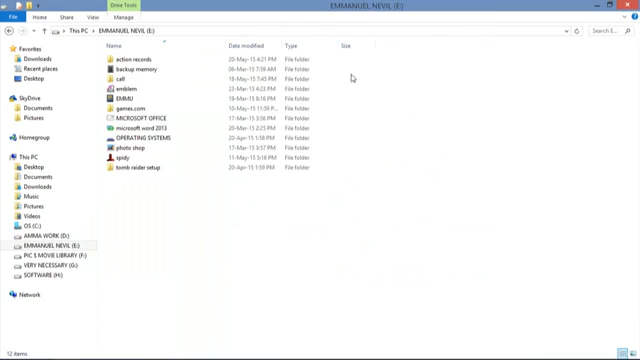 Drive Tools
EMMANUEL NEVIL (E:)
File
Home
Share
View
Manage
This PC
EMMANUEL NEVIL (E:)
Search E...
Favorites
Downloads
Recent places
Desktop
SkyDrive
Documents
Pictures
Homegroup
This PC
Desktop
Documents
Downloads
Music
Pictures
Videos
OS (C:)
AMMA WORK (D:)
EMMANUEL NEVIL (E:)
PIC $ MOVIE LIBRARY (F:)
VERY NECESSARY (G:)
SOFTWARE (H:)
Network
Name Date modified Type Size
action records 20-May-15 4:21 PM File folder
backup memory 06-Mar-15 7:39 AM File folder
call 18-May-15 7:45 PM File folder
emblem 23-Mar-15 4:23 PM File folder
EMMU 19-Mar-15 8:16 PM File folder
games.com 10-May-15 11:59 P... File folder
MICROSOFT OFFICE 17-Mar-15 3:56 PM File folder
microsoft word 2013 20-Mar-15 2:25 PM File folder
OPERATING SYSTEMS 20-Apr-15 1:58 PM File folder
photo shop 17-Mar-15 3:57 PM File folder
spidy 11-May-15 5:16 PM File folder
tomb raider setup 20-Apr-15 1:59 PM File folder
12 items